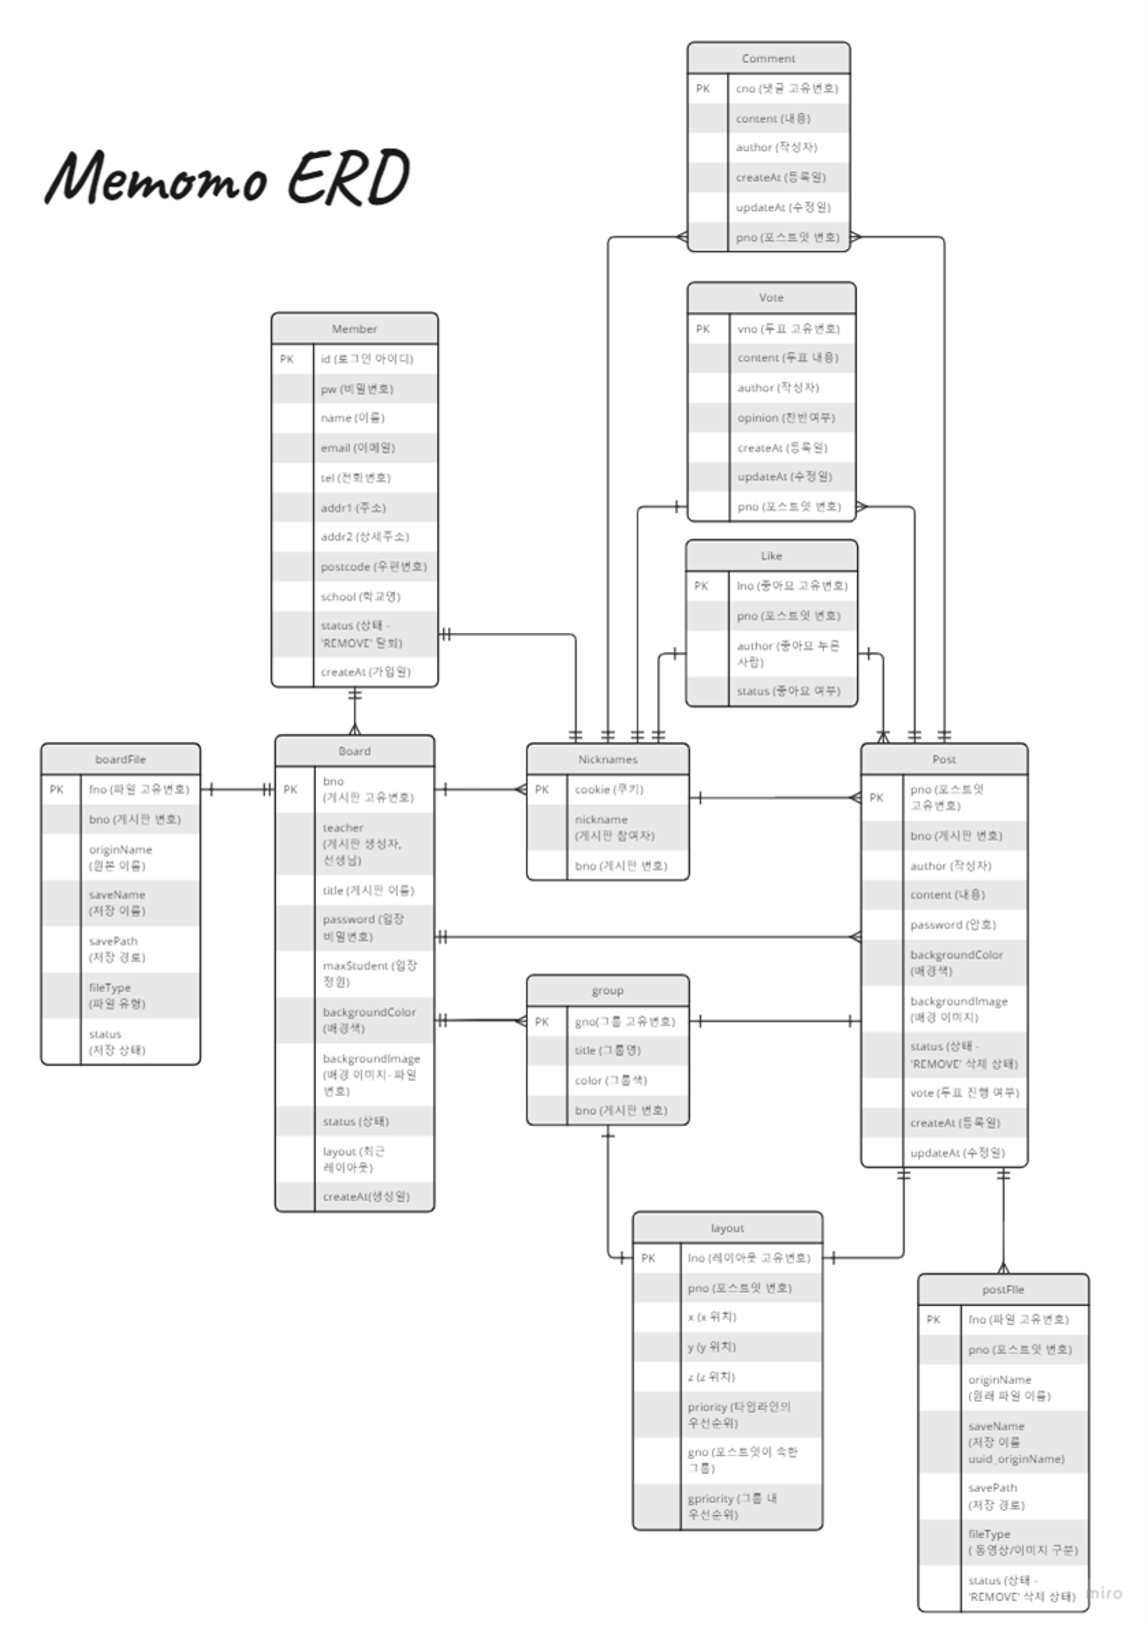 Memomo ERD
Comment
PK cno (댓글 고유번호)
content (내용)
author (작성자)
createAt (등록일)
updateAt (수정일)
pno (포스트잇 번호)
Vote
PK vno (투표 고유번호)
content (투표 내용)
author (작성자)
opinion (찬반여부)
createAt (등록일)
updateAt (수정일)
pno (포스트잇 번호)
Member
PK id (로그인 아이디)
pw (비밀번호)
name (이름)
email (이메일)
tel (전화번호)
addr1 (주소)
addr2 (상세주소)
postcode (우편번호)
school (학교명)
status (상태 -
'REMOVE' 탈퇴)
createAt (가입일)
Like
PK lno (좋아요 고유번호)
pno (포스트잇 번호)
author (좋아요 누른
사람)
status (좋아요 여부)
boardFile
PK fno (파일 고유번호)
bno (게시판 번호)
originName
(원본 이름)
saveName
(저장 이름)
savePath
(저장 경로)
fileType
(파일 유형)
status
(저장 상태)
Board
PK bno
(게시판 고유번호)
teacher
(게시판 생성자,
선생님)
title (게시판 이름)
password (입장
비밀번호)
maxStudent (입장
정원)
backgroundColor
(배경색)
backgroundImage
(배경 이미지- 파일
번호)
status (상태)
layout (최근
레이아웃)
createAt(생성일)
Nicknames
PK cookie (쿠키)
nickname
(게시판 참여자)
bno (게시판 번호)
Post
PK pno (포스트잇
고유번호)
bno (게시판 번호)
author (작성자)
content (내용)
password (암호)
backgroundColor
(배경색)
backgroundImage
(배경 이미지)
status (상태 -
'REMOVE' 삭제 상태)
vote (투표 진행 여부)
createAt (등록일)
updateAt (수정일)
group
PK gno(그룹 고유번호)
title (그룹명)
color (그룹색)
bno (게시판 번호)
layout
PK lno (레이아웃 고유번호)
pno (포스트잇 번호)
x (x 위치)
y (y 위치)
z (z 위치)
priority (타임라인의
우선순위)
gno (포스트잇이 속한
그룹)
gpriority (그룹 내
우선순위)
postFIle
PK fno (파일 고유번호)
pno (포스트잇 번호)
originName
(원래 파일 이름)
saveName
(저장 이름
uuid_originName)
savePath
(저장 경로)
fileType
( 동영상/이미지 구분)
status (상태 -
'REMOVE' 삭제 상태)
miro